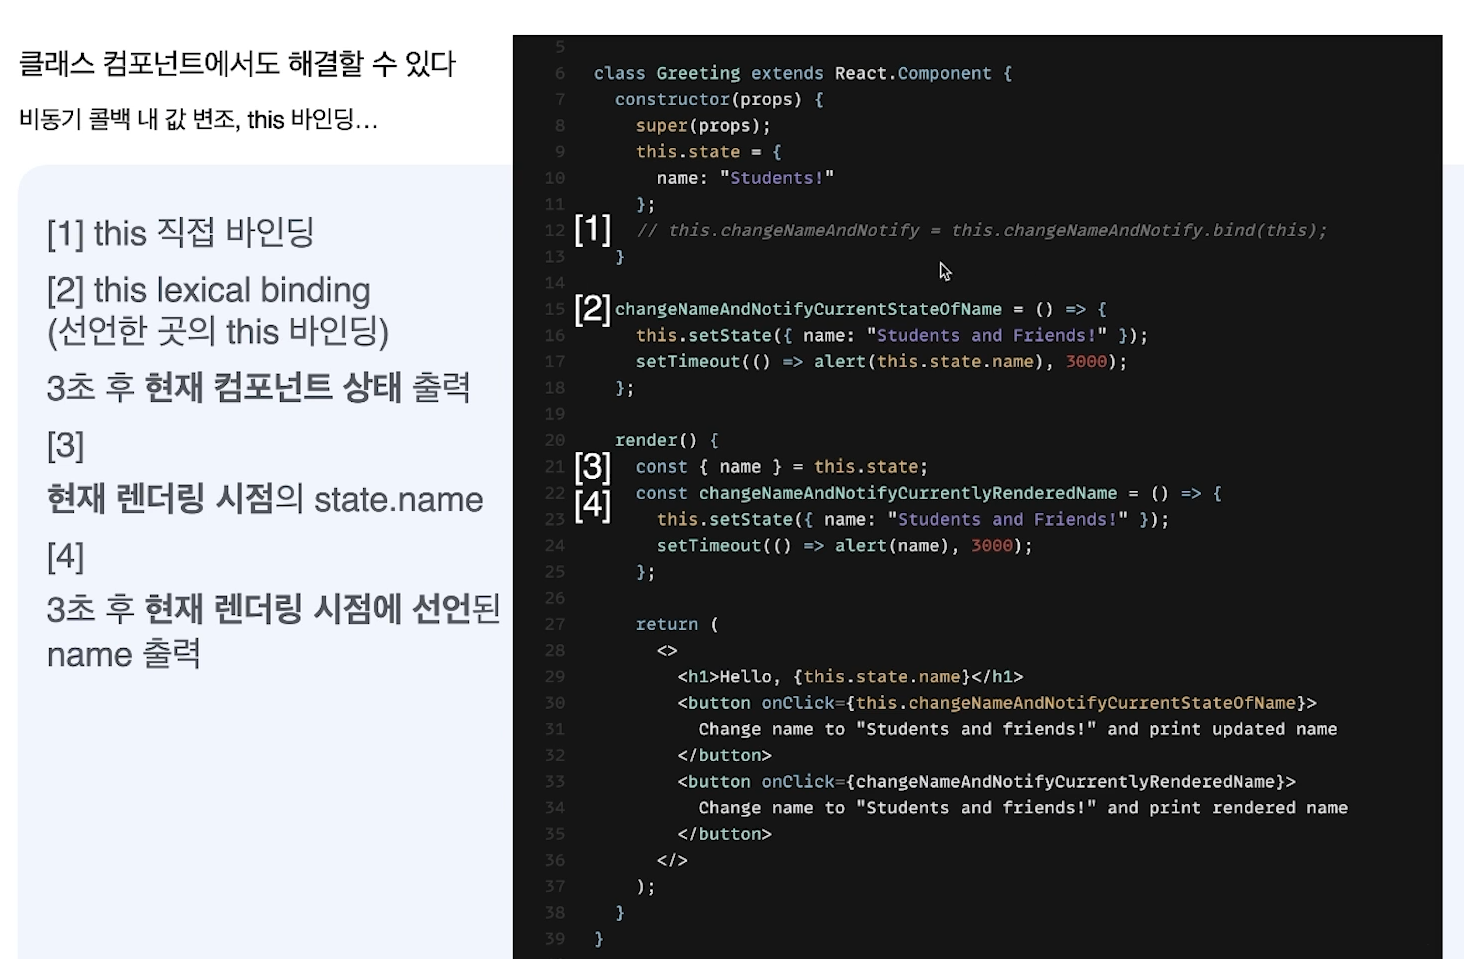 클래스 컴포넌트에서도 해결할 수 있다
비동기 콜백 내 값 변조, this 바인딩...
[1] this 직접 바인딩
[2] this lexical binding
(선언한 곳의 this 바인딩)
3초 후 현재 컴포넌트 상태 출력
[3]
현재 렌더링 시점의 state.name
[4]
3초 후 현재 렌더링 시점에 선언된
name 출력
5
6 class Greeting extends React.Component {
7 constructor(props) {
8 super(props);
9 this.state = {
10 name: "Students!"
11 };
12 [1] // this.changeNameAndNotify = this.changeNameAndNotify.bind(this);
13 }
14
15 [2] changeNameAndNotifyCurrentStateOfName = () => {
16 this.setState({ name: "Students and Friends!" });
17 setTimeout(() => alert(this.state.name), 3000);
18 };
19
20 render() {
21 [3] const { name } = this.state;
22 [4] const changeNameAndNotifyCurrentlyRenderedName = () => {
23 this.setState({ name: "Students and Friends!" });
24 setTimeout(() => alert(name), 3000);
25 };
26
27 return (
28 <>
29 <h1>Hello, {this.state.name}</h1>
30 <button onClick={this.changeNameAndNotifyCurrentStateOfName}>
31 Change name to "Students and friends!" and print updated name
32 </button>
33 <button onClick={changeNameAndNotifyCurrentlyRenderedName}>
34 Change name to "Students and friends!" and print rendered name
35 </button>
36 </>
37 );
38 }
39 }